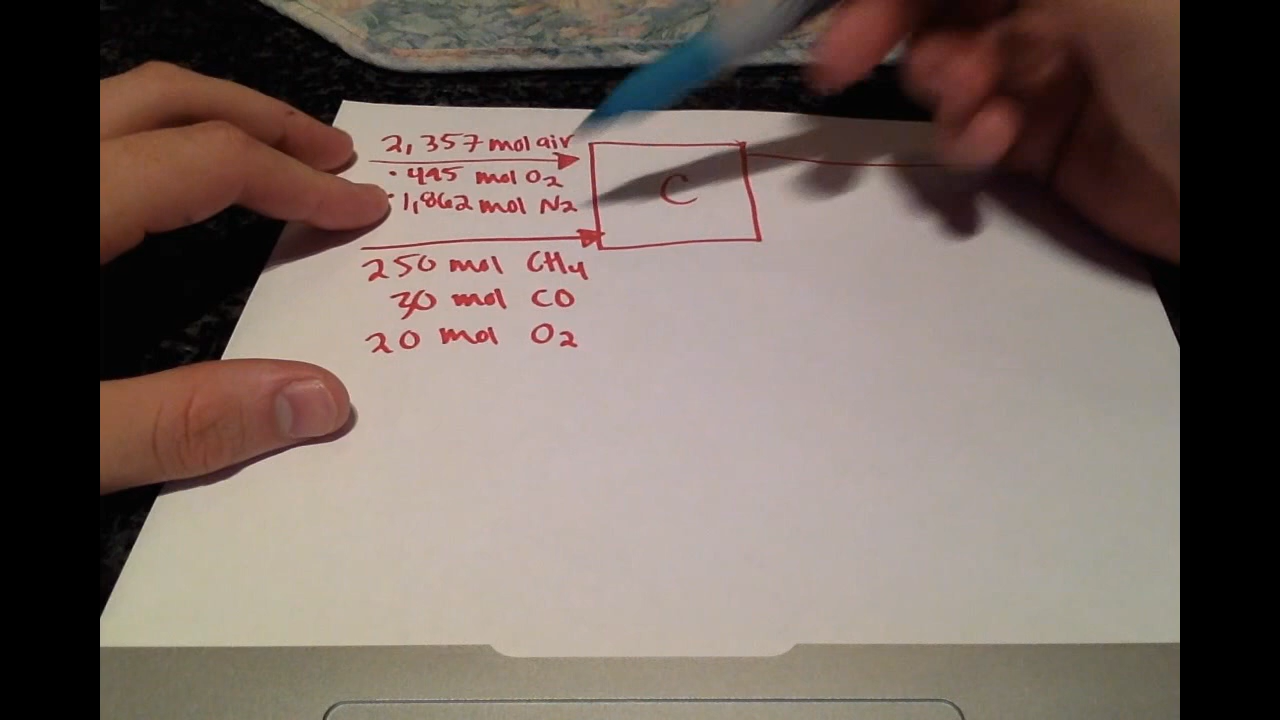 2,357 mol air
· 495 mol O2
· 1,862 mol N2
C
250 mol CH4
30 mol CO
20 mol O2